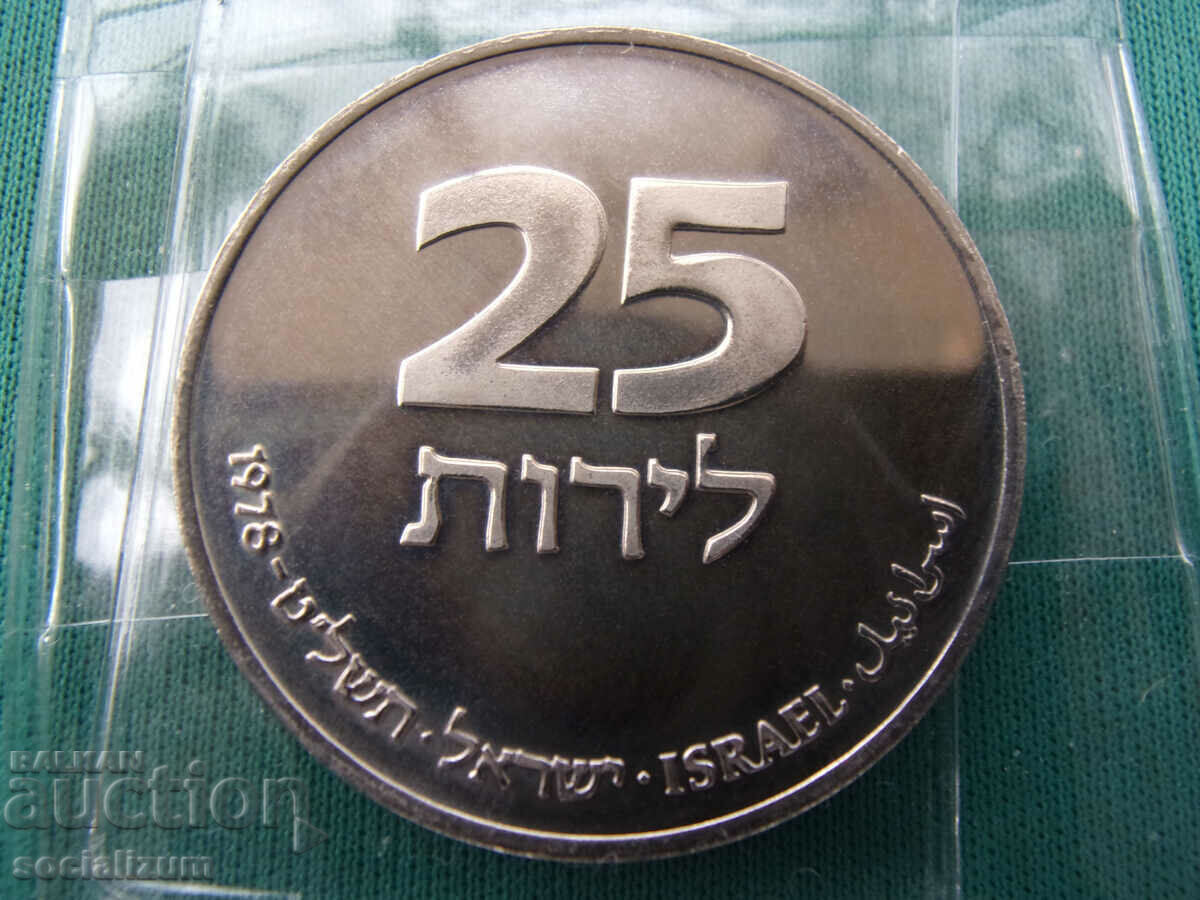 25
לירות
1978 - תשל״ט · ישראל · ISRAEL · اسرائيل
BALKAN
auction
socializum